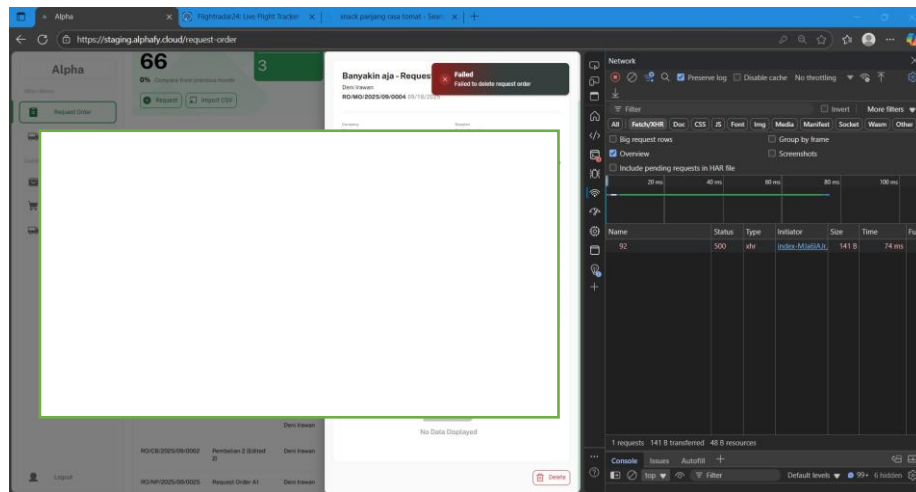 Alpha
Flightradar24: Live Flight Tracker
snack panjang rasa tomat - Sear
https://staging.alphafy.cloud/request-order
Alpha
Request Order
Logout
66
0% Compare from previous month
3
Request
Import CSV
Deni Irawan
RO/CB/2025/09/0002 Pembelian 2 (Edited Deni Irawan
RO/NP/2025/08/0025 Request Order A1 Deni Irawan
Banyakin aja - Reques
Deni Irawan
RO/MO/2025/09/0004 09/18/2025
Failed
Failed to delete request order
No Data Displayed
Delete
Network
Preserve log Disable cache No throttling
Filter Invert More filters
All Fetch/XHR Doc CSS JS Font Img Media Manifest Socket Wasm Other
Big request rows Group by frame
Overview Screenshots
Include pending requests in HAR file
20 ms 40 ms 60 ms 80 ms 100 ms
Name Status Type Initiator Size Time Fu
92 500 xhr 141 B 74 ms
1 requests 141 B transferred 48 B resources
Console Issues Autofill
top Filter Default levels 99+ 6 hidden